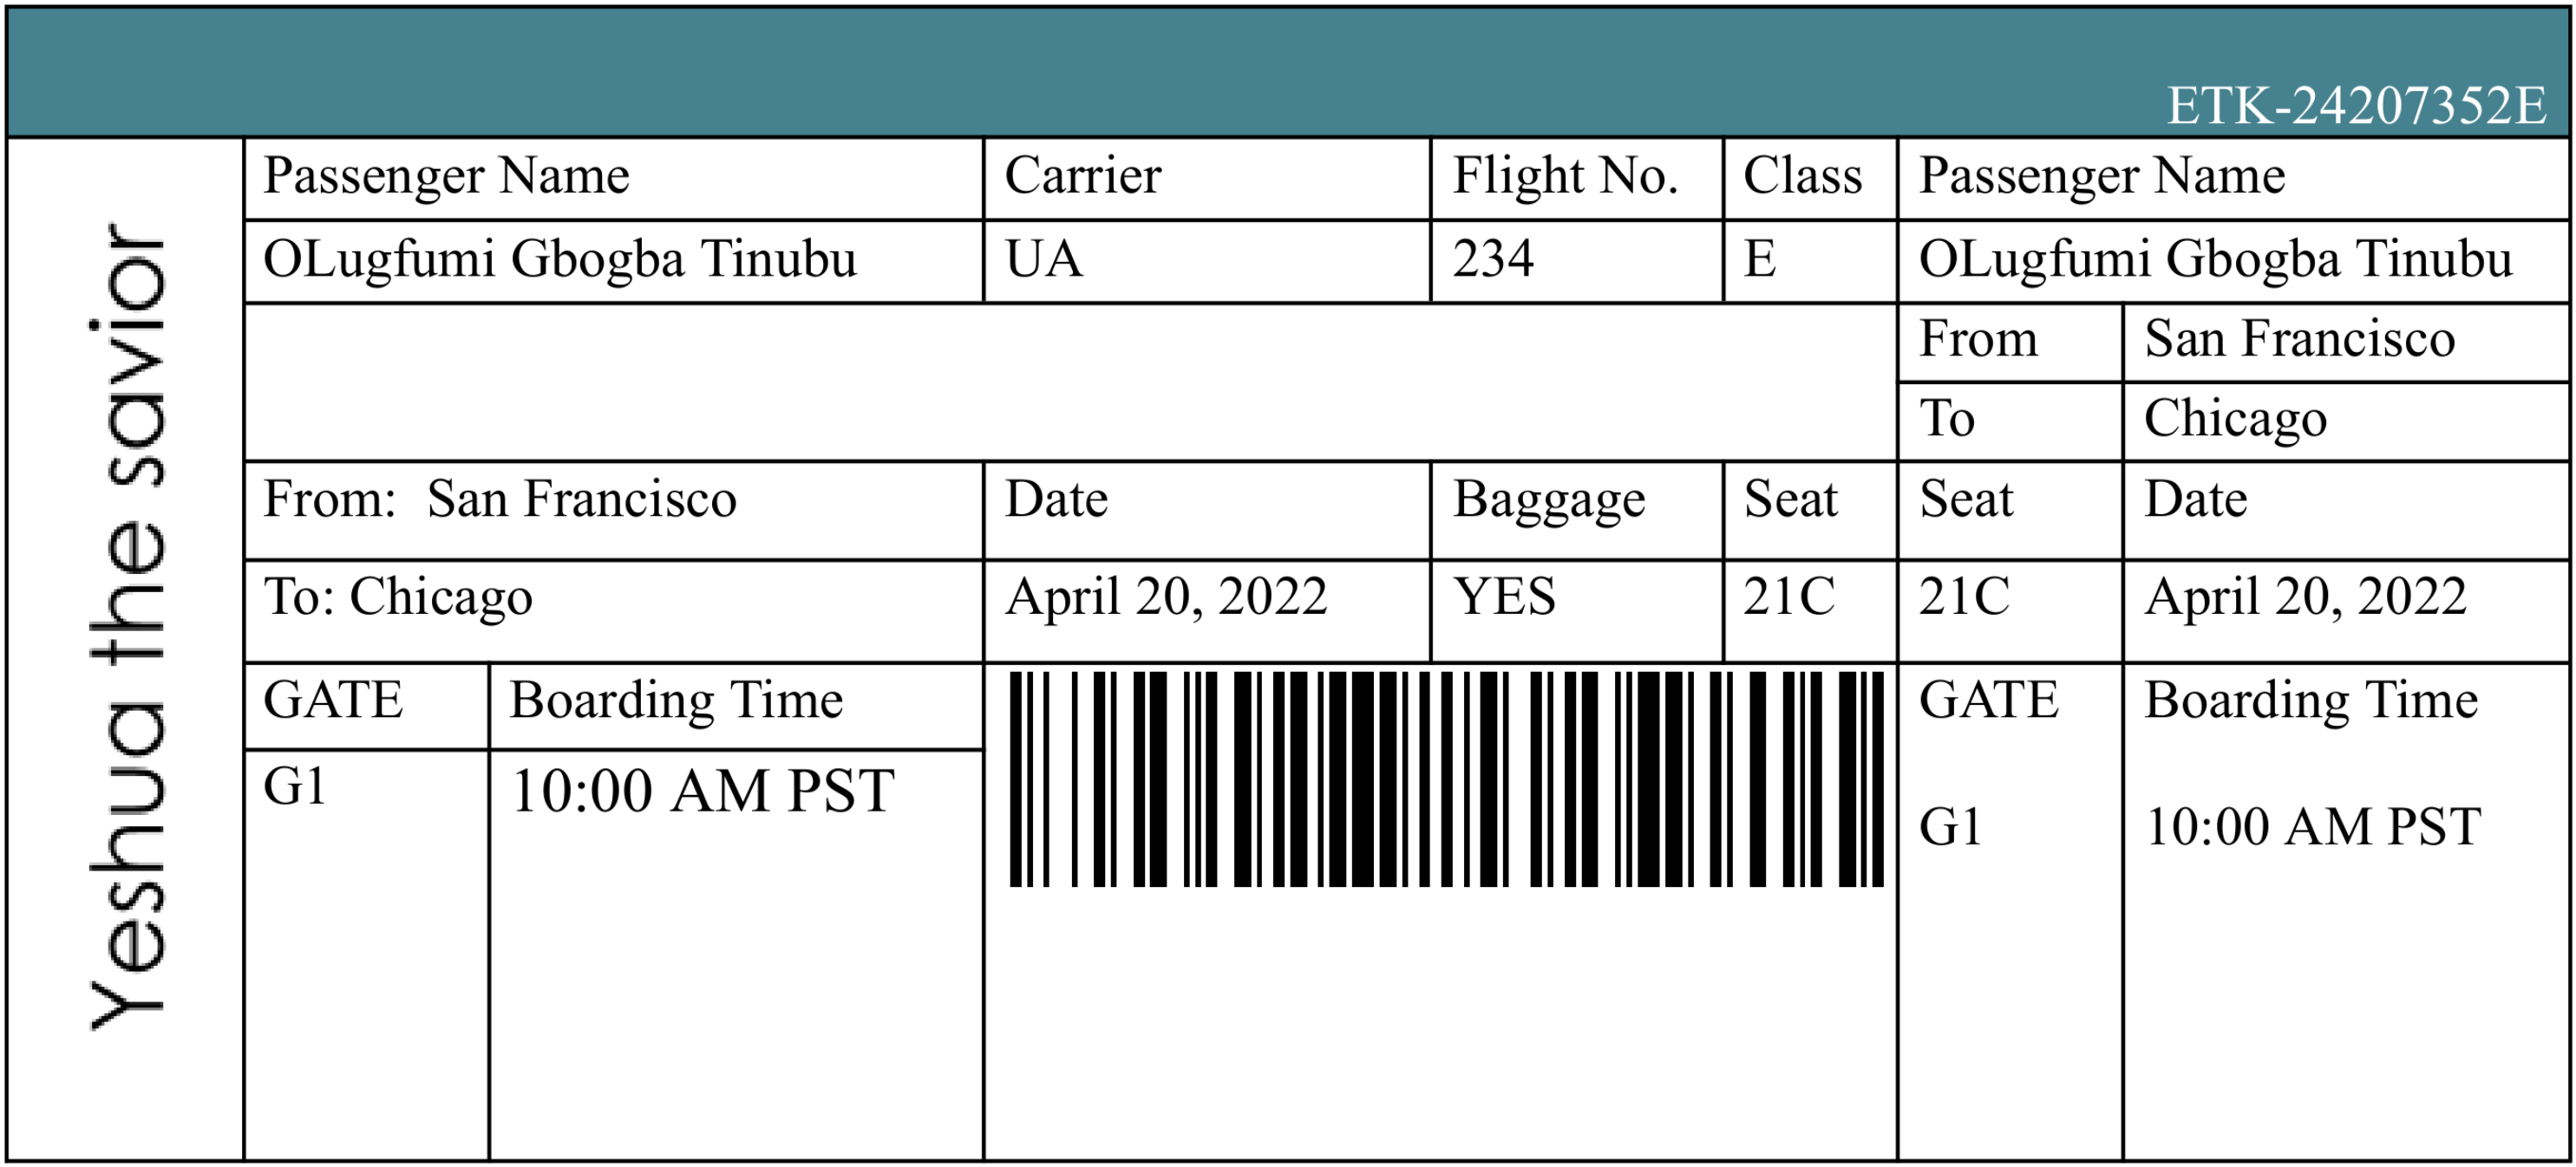 ETK-24207352E
Yeshua the savior
Passenger Name Carrier Flight No. Class Passenger Name
OLugfumi Gbogba Tinubu UA 234 E OLugfumi Gbogba Tinubu
From San Francisco
To Chicago
From: San Francisco Date Baggage Seat Seat Date
To: Chicago April 20, 2022 YES 21C 21C April 20, 2022
GATE Boarding Time GATE Boarding Time
G1 10:00 AM PST G1 10:00 AM PST